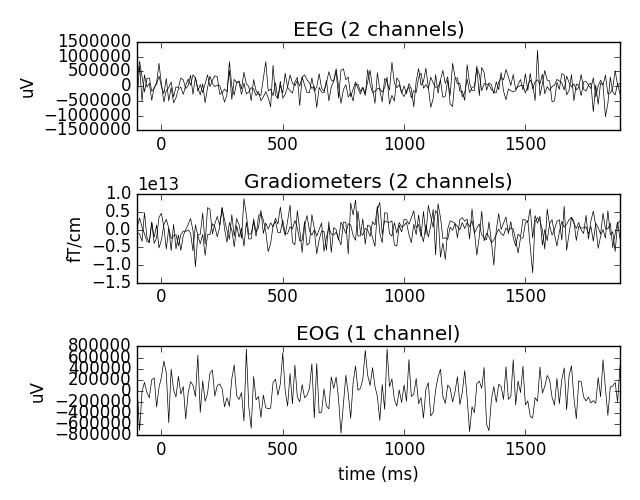 EEG (2 channels)
1500000
1000000
500000
0
−500000
−1000000
−1500000
uV
0 500 1000 1500
1e13 Gradiometers (2 channels)
1.0
0.5
0.0
−0.5
−1.0
−1.5
fT/cm
0 500 1000 1500
EOG (1 channel)
800000
600000
400000
200000
0
−200000
−400000
−600000
−800000
uV
0 500 1000 1500
time (ms)